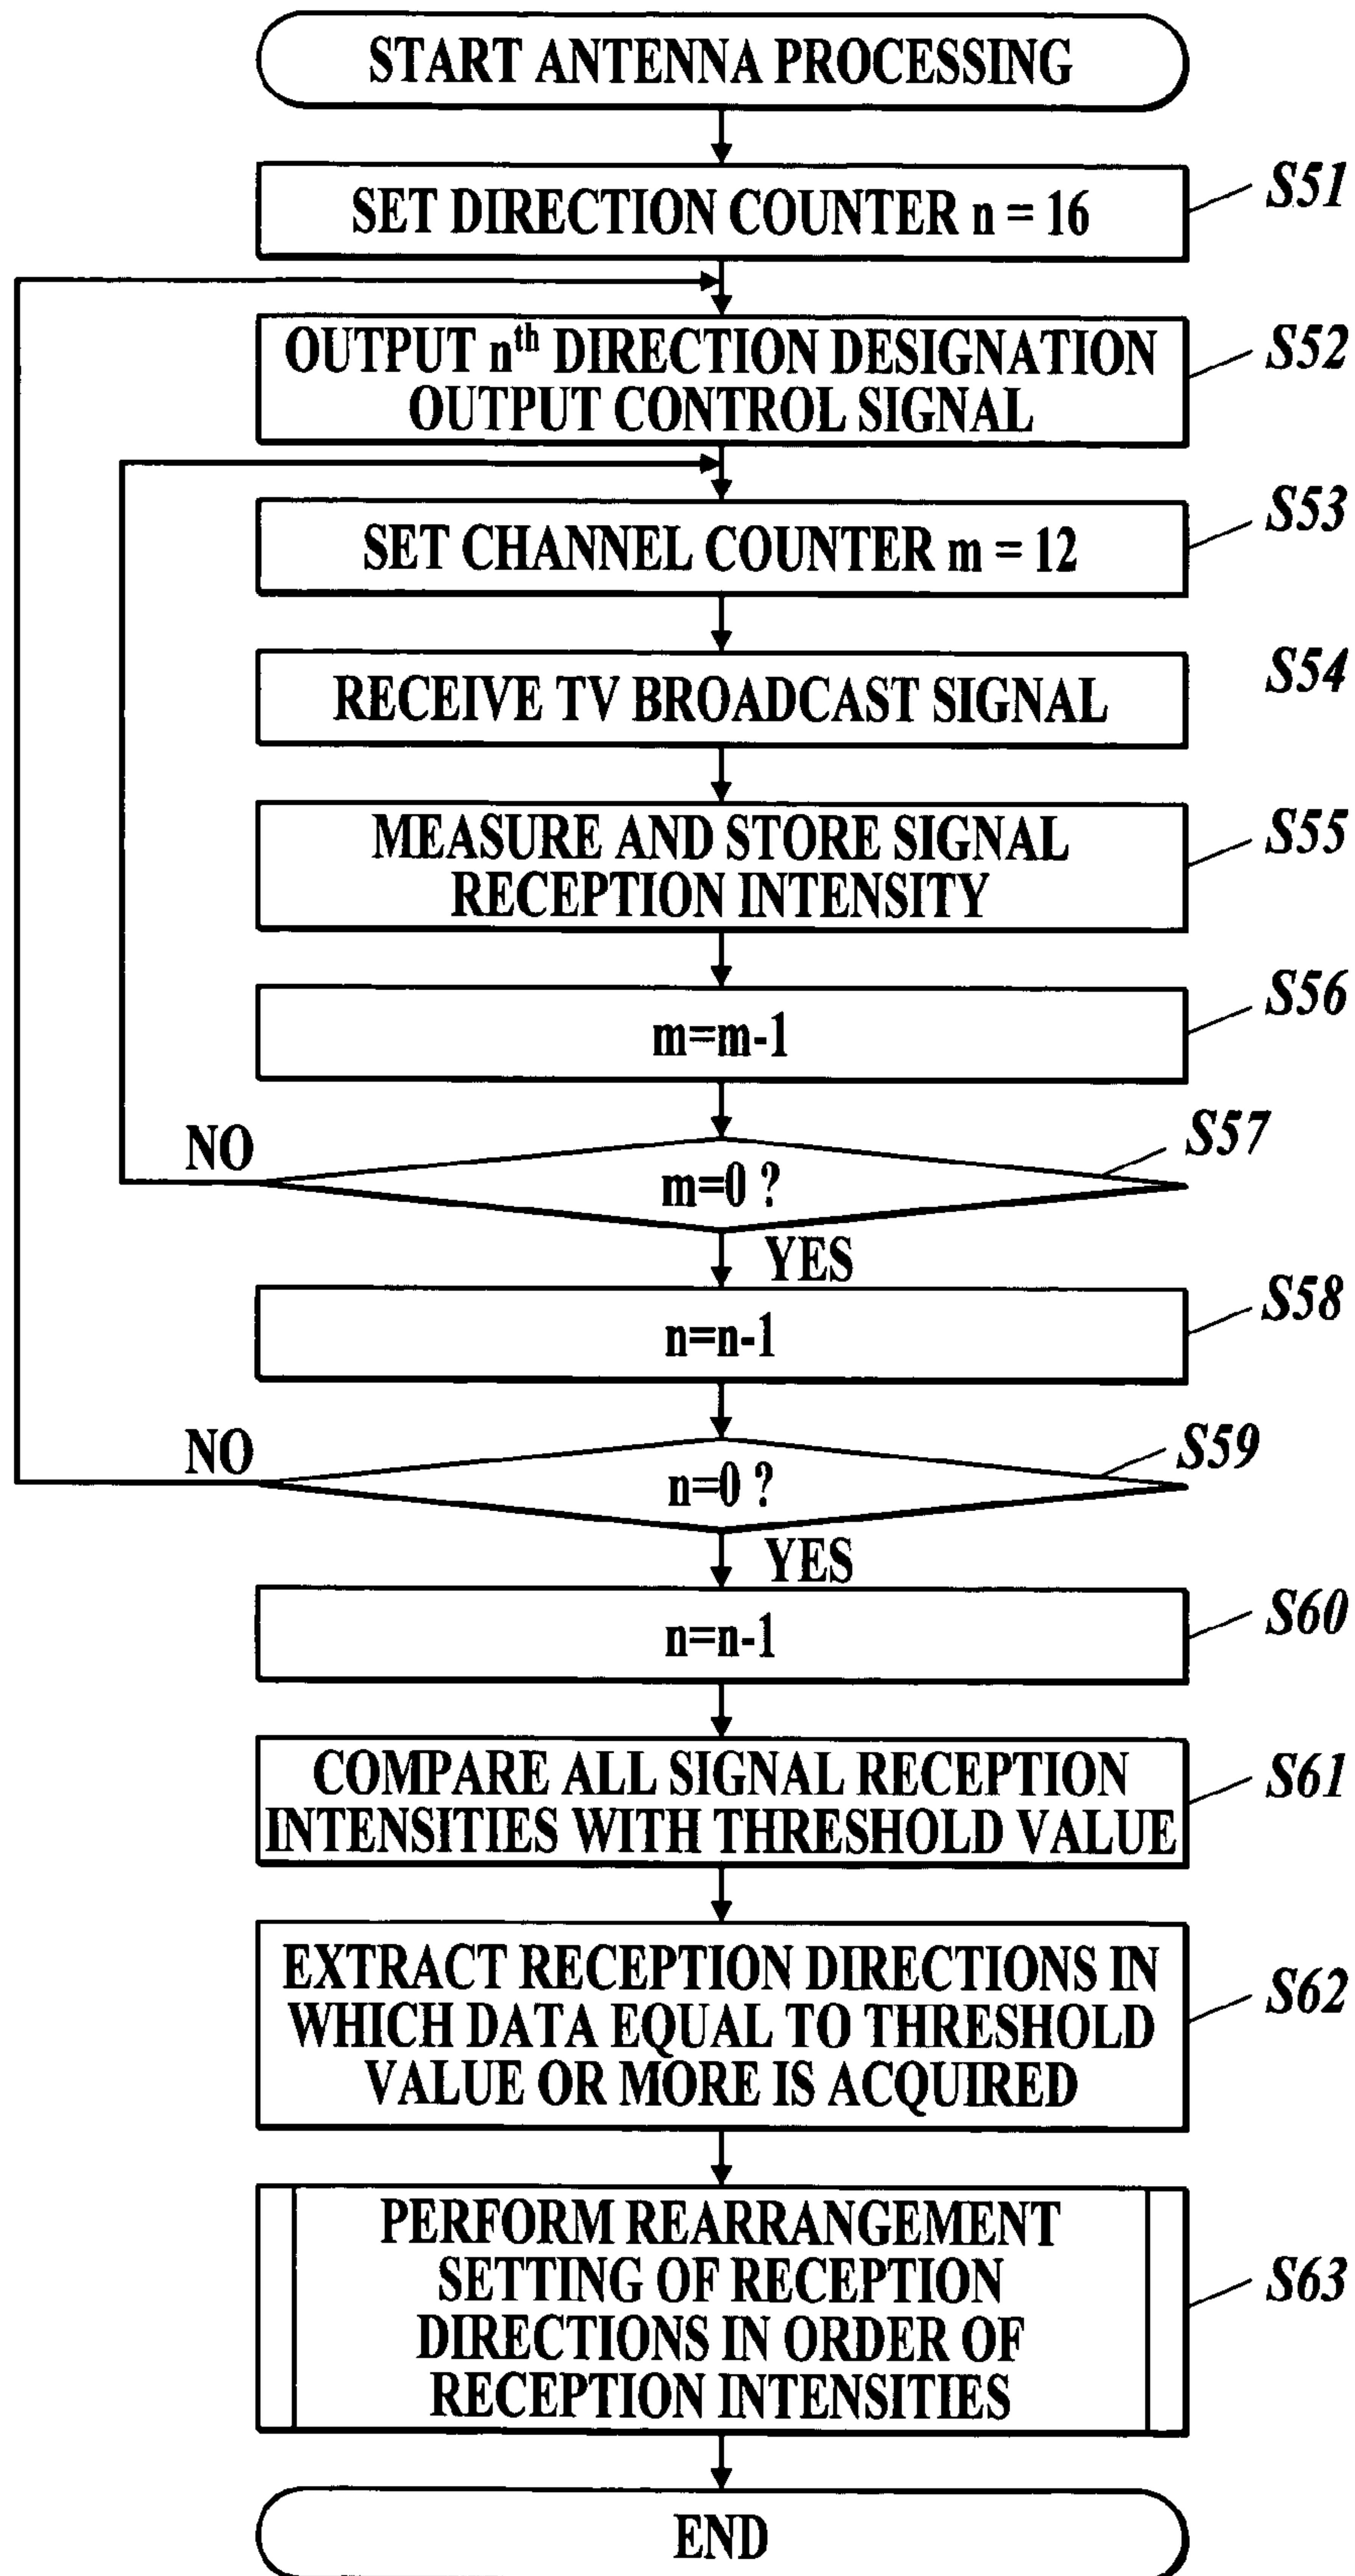 START ANTENNA PROCESSING
SET DIRECTION COUNTER n = 16
S51
OUTPUT nth DIRECTION DESIGNATION
OUTPUT CONTROL SIGNAL
S52
SET CHANNEL COUNTER m = 12
S53
RECEIVE TV BROADCAST SIGNAL
S54
MEASURE AND STORE SIGNAL
RECEPTION INTENSITY
S55
m=m-1
S56
NO
m=0 ?
S57
YES
n=n-1
S58
NO
n=0 ?
S59
YES
n=n-1
S60
COMPARE ALL SIGNAL RECEPTION
INTENSITIES WITH THRESHOLD VALUE
S61
EXTRACT RECEPTION DIRECTIONS IN
WHICH DATA EQUAL TO THRESHOLD
VALUE OR MORE IS ACQUIRED
S62
PERFORM REARRANGEMENT
SETTING OF RECEPTION
DIRECTIONS IN ORDER OF
RECEPTION INTENSITIES
S63
END